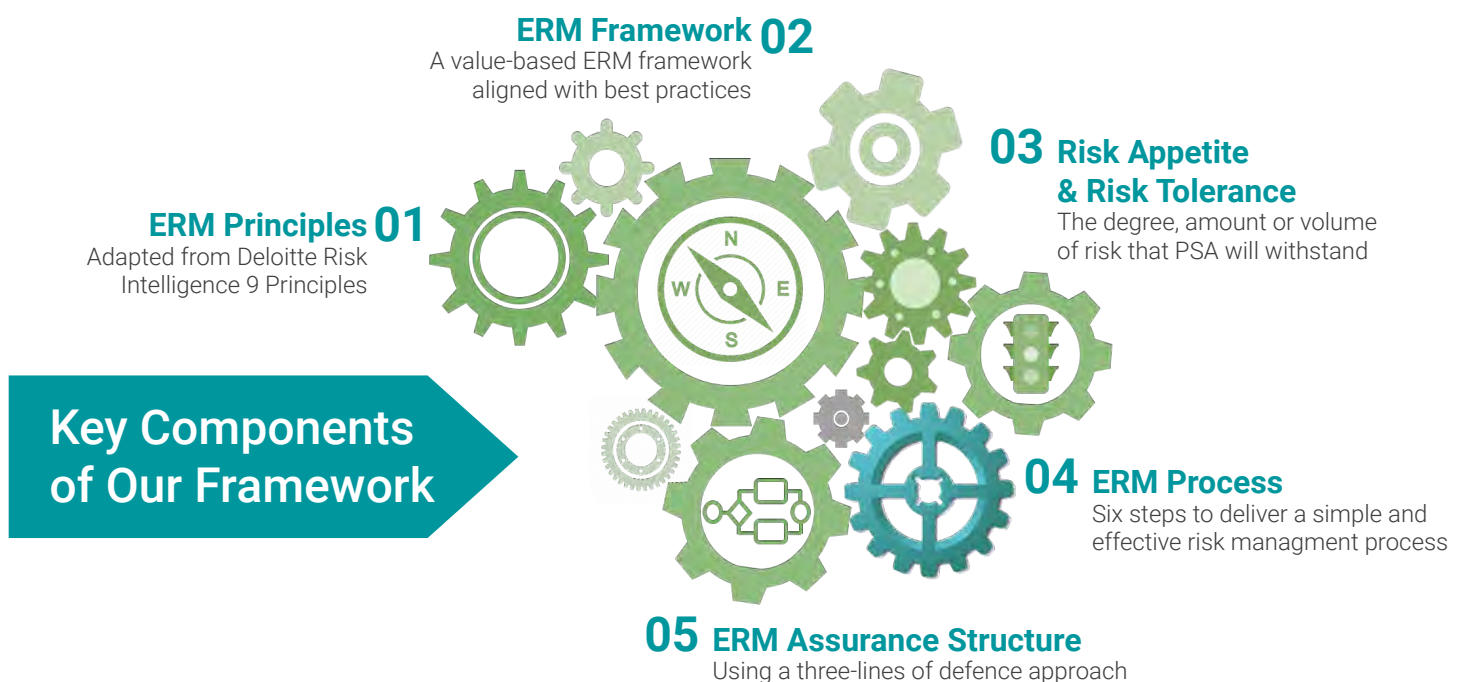 ERM Framework 02
A value-based ERM framework
aligned with best practices
03 Risk Appetite
& Risk Tolerance
The degree, amount or volume
of risk that PSA will withstand
ERM Principles 01
Adapted from Deloitte Risk
Intelligence 9 Principles
N
W E
S
Key Components
of Our Framework
04 ERM Process
Six steps to deliver a simple and
effective risk managment process
05 ERM Assurance Structure
Using a three-lines of defence approach